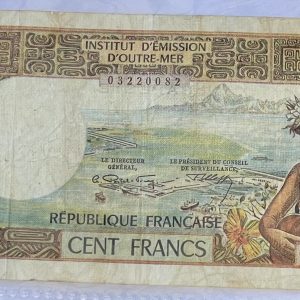 INSTITUT D'ÉMISSION
D'OUTRE-MER
03220082
LE DIRECTEUR
GÉNÉRAL,
LE PRÉSIDENT DU CONSEIL
DE SURVEILLANCE,
RÉPUBLIQUE FRANÇAISE
CENT FRANCS